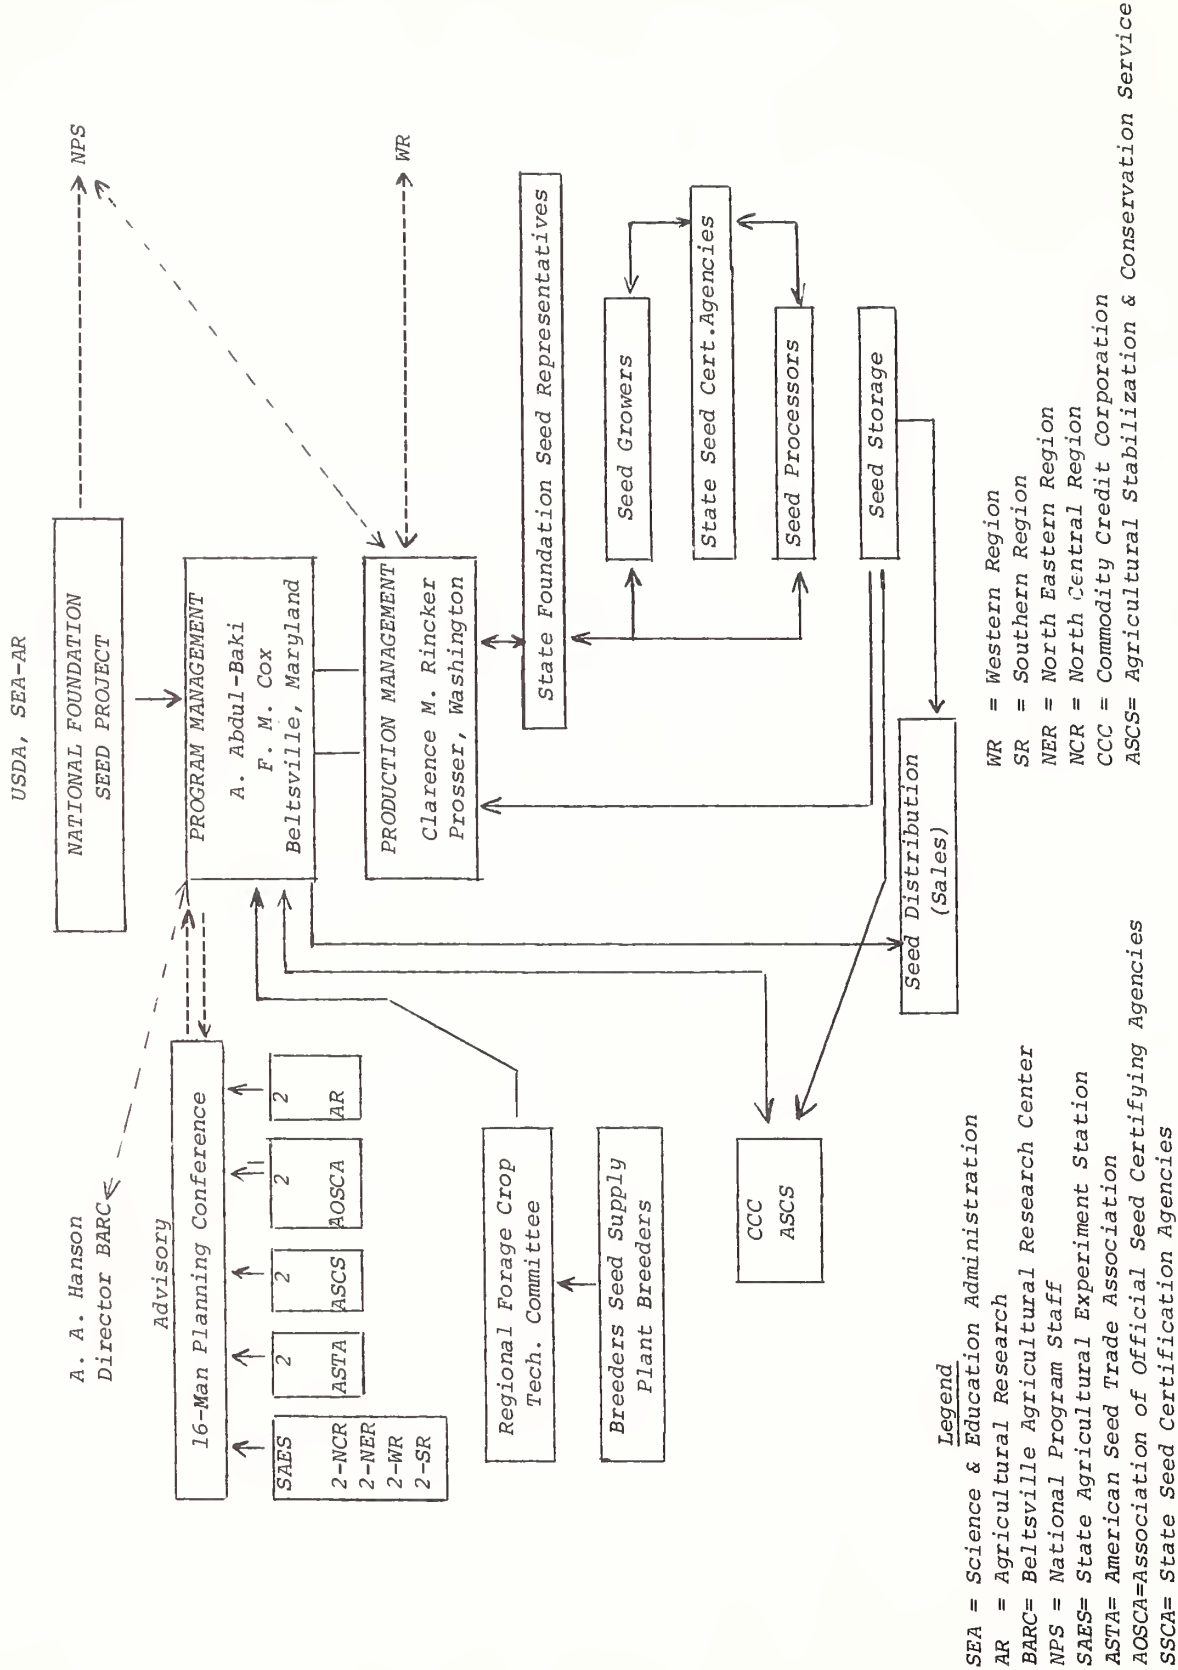 USDA, SEA-AR
NATIONAL FOUNDATION
SEED PROJECT
NPS
A. A. Hanson
Director BARC
Advisory
16-Man Planning Conference
SAES
2-NCR
2-NER
2-WR
2-SR
2
ASTA
2
ASCS
2
AOSCA
2
AR
PROGRAM MANAGEMENT
A. Abdul-Baki
F. M. Cox
Beltsville, Maryland
PRODUCTION MANAGEMENT
Clarence M. Rincker
Prosser, Washington
WR
Regional Forage Crop
Tech. Committee
Breeders Seed Supply
Plant Breeders
State Foundation Seed Representatives
Seed Growers
State Seed Cert.Agencies
Seed Processors
Seed Storage
CCC
ASCS
Seed Distribution
(Sales)
Legend
SEA = Science & Education Administration
AR = Agricultural Research
BARC= Beltsville Agricultural Research Center
NPS = National Program Staff
SAES= State Agricultural Experiment Station
ASTA= American Seed Trade Association
AOSCA=Association of Official Seed Certifying Agencies
SSCA= State Seed Certification Agencies
WR = Western Region
SR = Southern Region
NER = North Eastern Region
NCR = North Central Region
CCC = Commodity Credit Corporation
ASCS= Agricultural Stabilization & Conservation Service